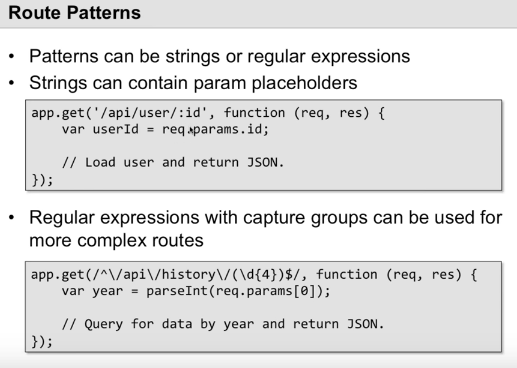 Route Patterns
• Patterns can be strings or regular expressions
• Strings can contain param placeholders
app.get('/api/user/:id', function (req, res) {
    var userId = req.params.id;
    // Load user and return JSON.
});
• Regular expressions with capture groups can be used for
more complex routes
app.get(/^\/api\/history\/(\d{4})$/, function (req, res) {
    var year = parseInt(req.params[0]);
    // Query for data by year and return JSON.
});